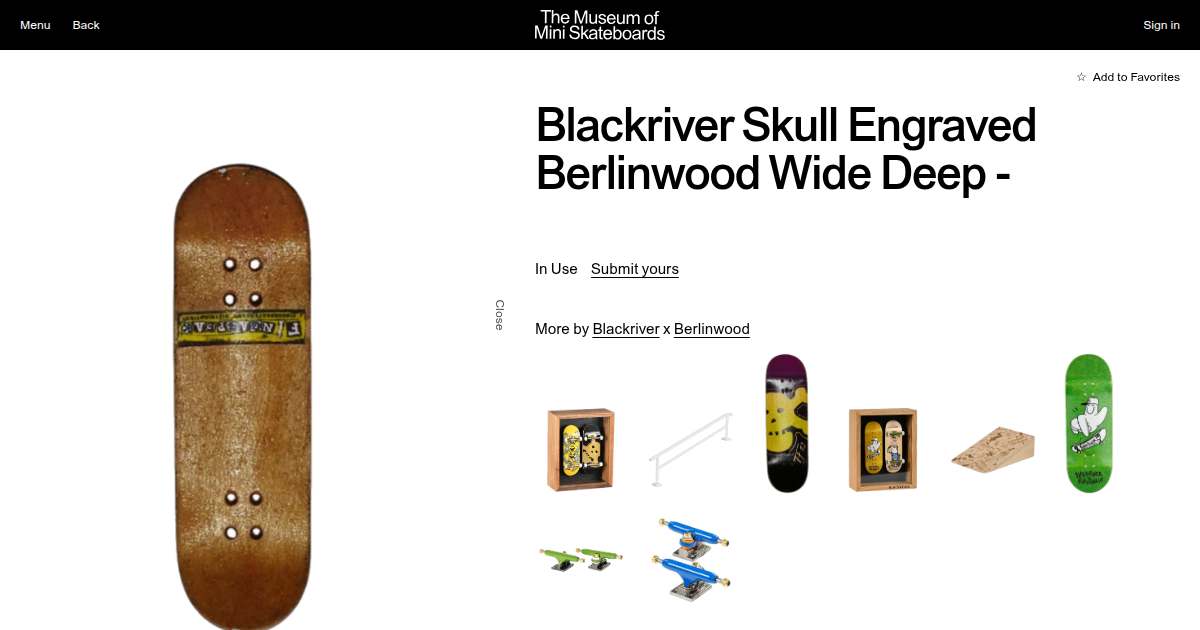 Menu
Back
The Museum of
Mini Skateboards
Sign in
☆ Add to Favorites
Blackriver Skull Engraved
Berlinwood Wide Deep -
In Use
Submit yours
Close
More by Blackriver x Berlinwood